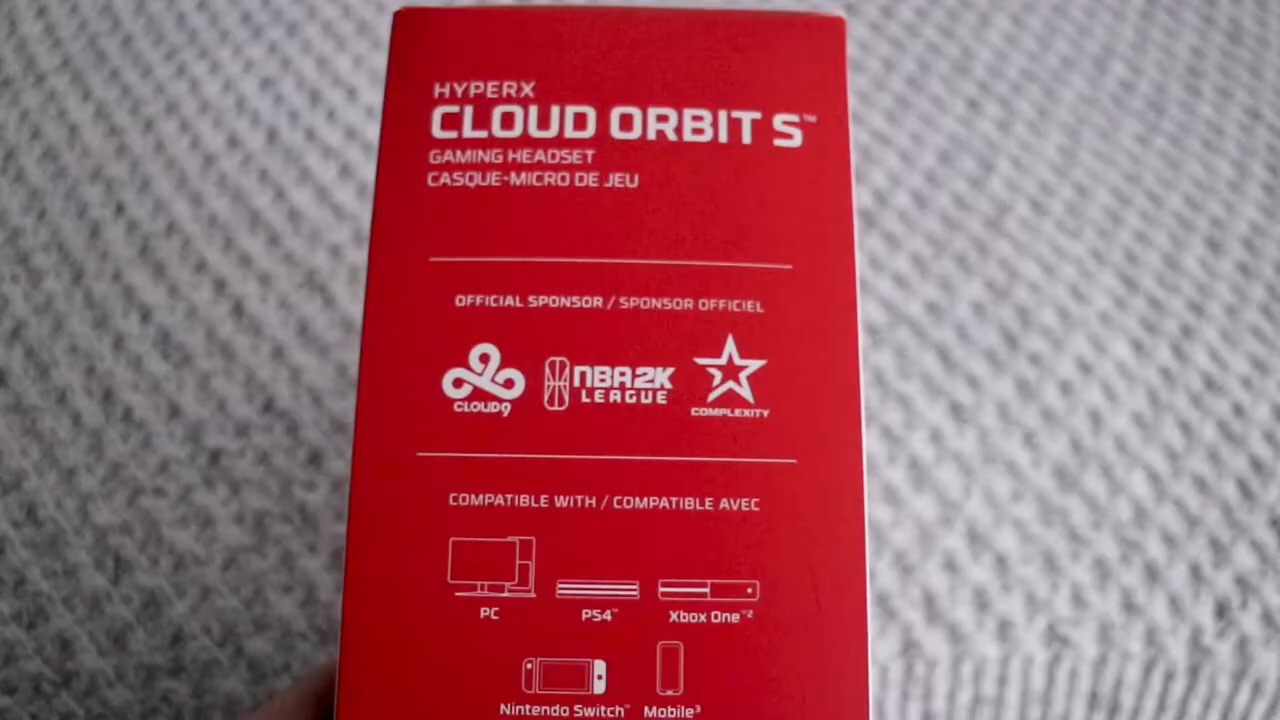 HYPERX
CLOUD ORBIT S™
GAMING HEADSET
CASQUE-MICRO DE JEU
OFFICIAL SPONSOR / SPONSOR OFFICIEL
CLOUD9
NBA2K
LEAGUE
COMPLEXITY
COMPATIBLE WITH / COMPATIBLE AVEC
PC PS4™ Xbox One™²
Nintendo Switch™ Mobile³